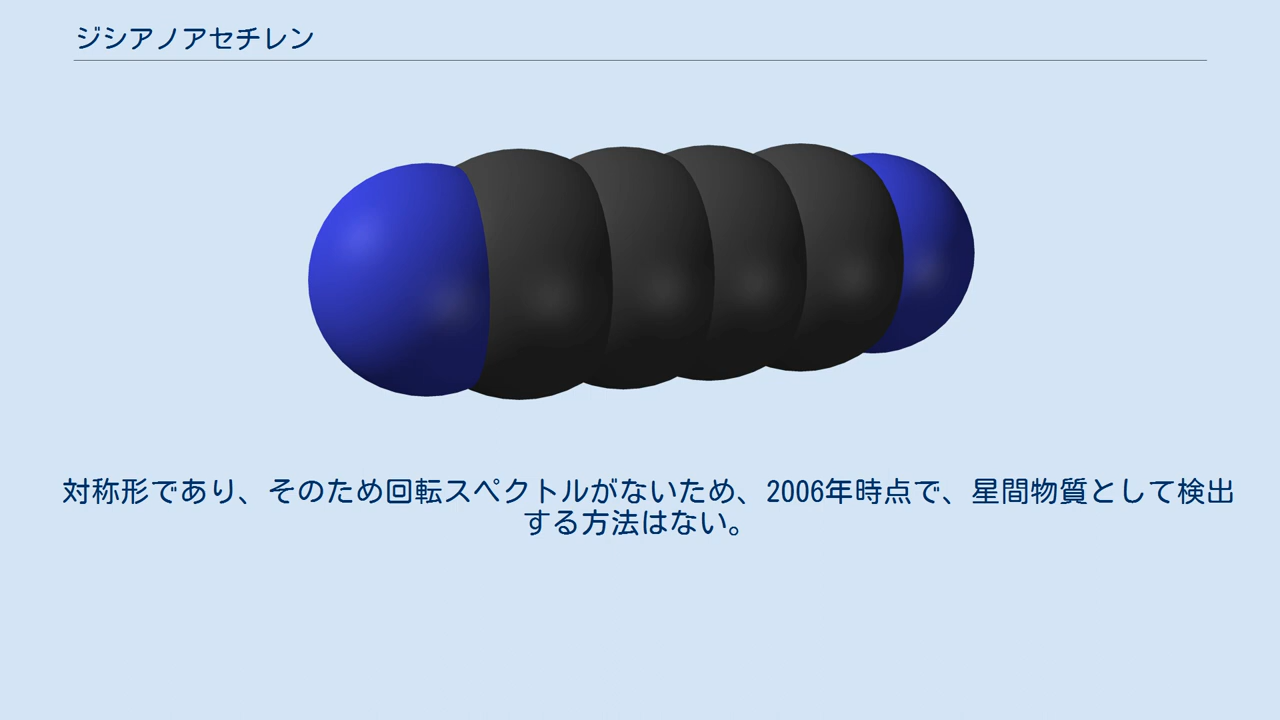 ジシアノアセチレン
対称形であり、そのため回転スペクトルがないため、2006年時点で、星間物質として検出
する方法はない。